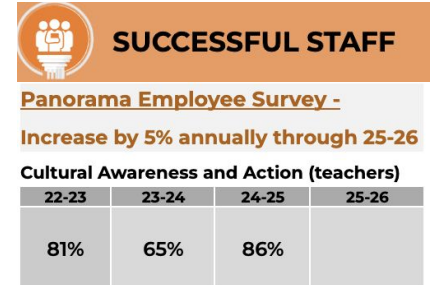 SUCCESSFUL STAFF
Panorama Employee Survey -
Increase by 5% annually through 25-26
Cultural Awareness and Action (teachers)
22-23 23-24 24-25 25-26
81% 65% 86%